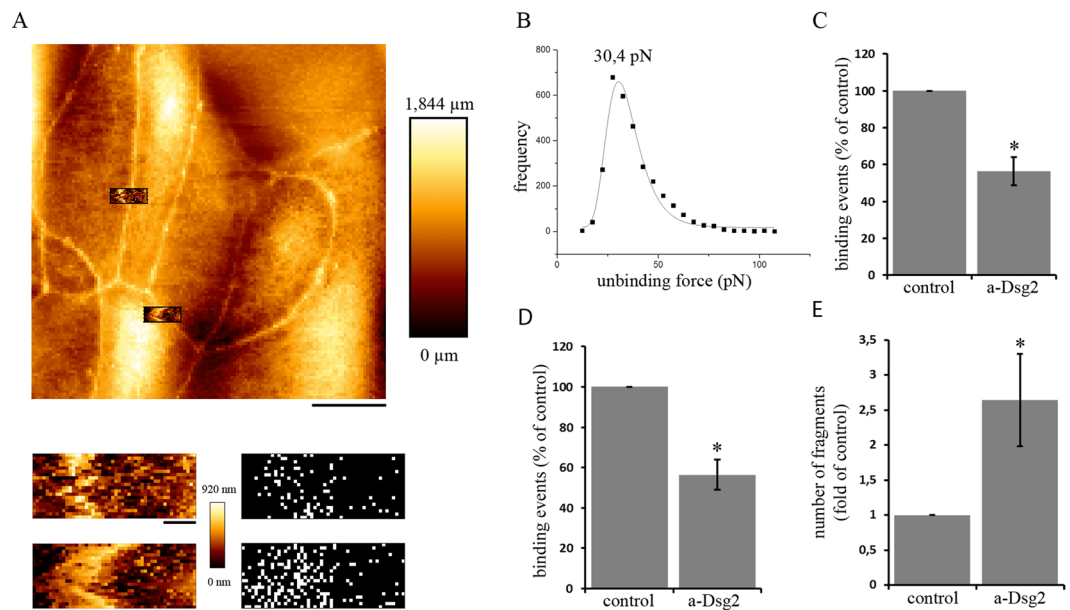 A
1,844 µm
0 µm
920 nm
0 nm
B
30,4 pN
frequency
800
600
400
200
0
0
50
100
unbinding force (pN)
C
binding events (% of control)
120
100
80
60
40
20
0
*
control
a-Dsg2
D
binding events (% of control)
120
100
80
60
40
20
0
*
control
a-Dsg2
E
number of fragments
(fold of control)
3,5
3
2,5
2
1,5
1
0,5
0
*
control
a-Dsg2